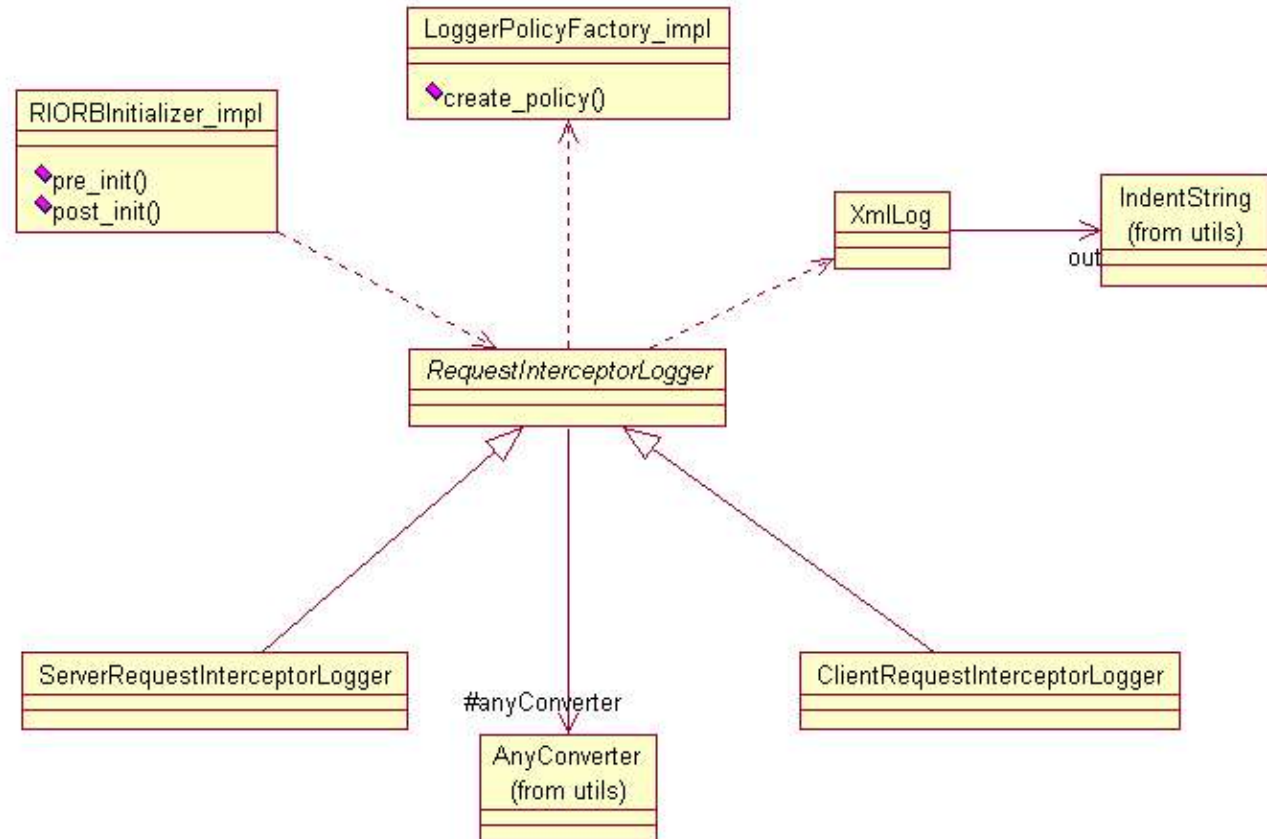 LoggerPolicyFactory_impl
create_policy()
RIORBInitializer_impl
pre_init()
post_init()
XmlLog
IndentString
(from utils)
out
RequestInterceptorLogger
ServerRequestInterceptorLogger
ClientRequestInterceptorLogger
#anyConverter
AnyConverter
(from utils)